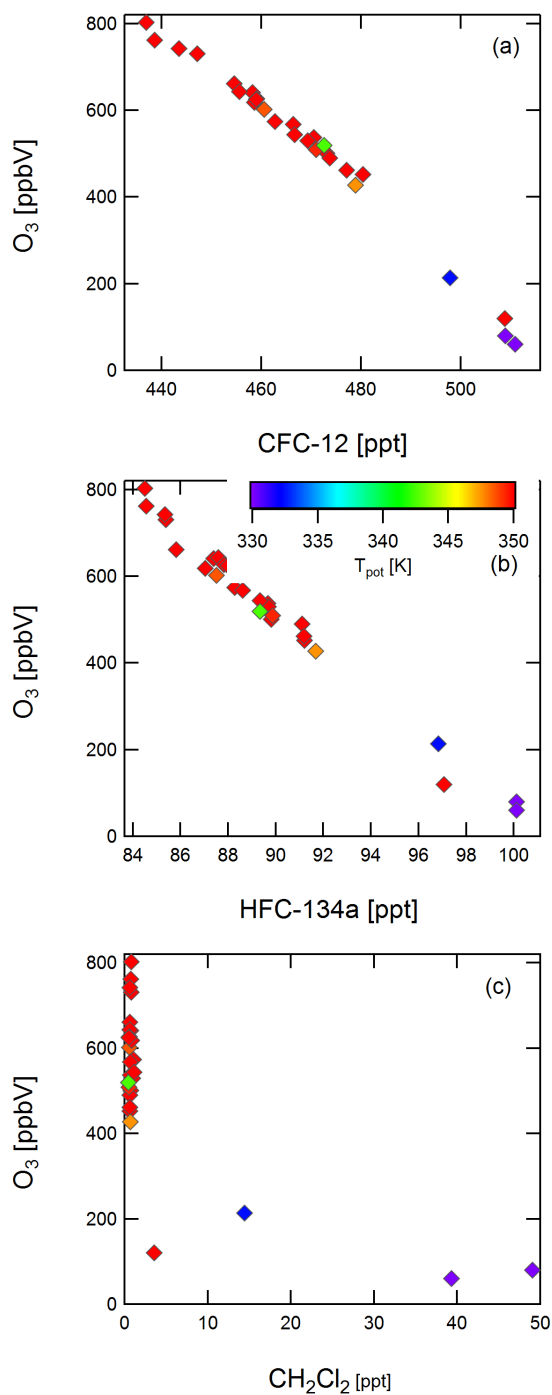 800
(a)
600
400
200
0
O₃ [ppbV]
440 460 480 500
CFC-12 [ppt]
800
600
400
200
0
O₃ [ppbV]
330 335 340 345 350
T_pot [K]
(b)
84 86 88 90 92 94 96 98 100
HFC-134a [ppt]
800
(c)
600
400
200
0
O₃ [ppbV]
0 10 20 30 40 50
CH₂Cl₂ [ppt]